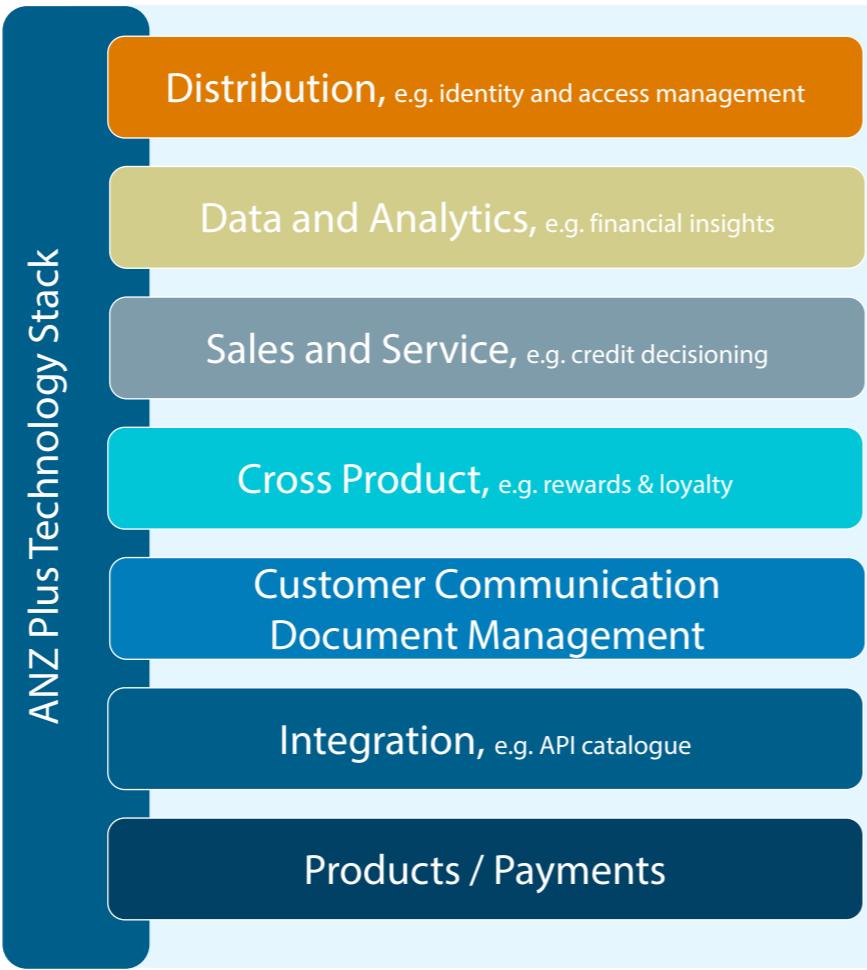 ANZ Plus Technology Stack
Distribution, e.g. identity and access management
Data and Analytics, e.g. financial insights
Sales and Service, e.g. credit decisioning
Cross Product, e.g. rewards & loyalty
Customer Communication
Document Management
Integration, e.g. API catalogue
Products / Payments